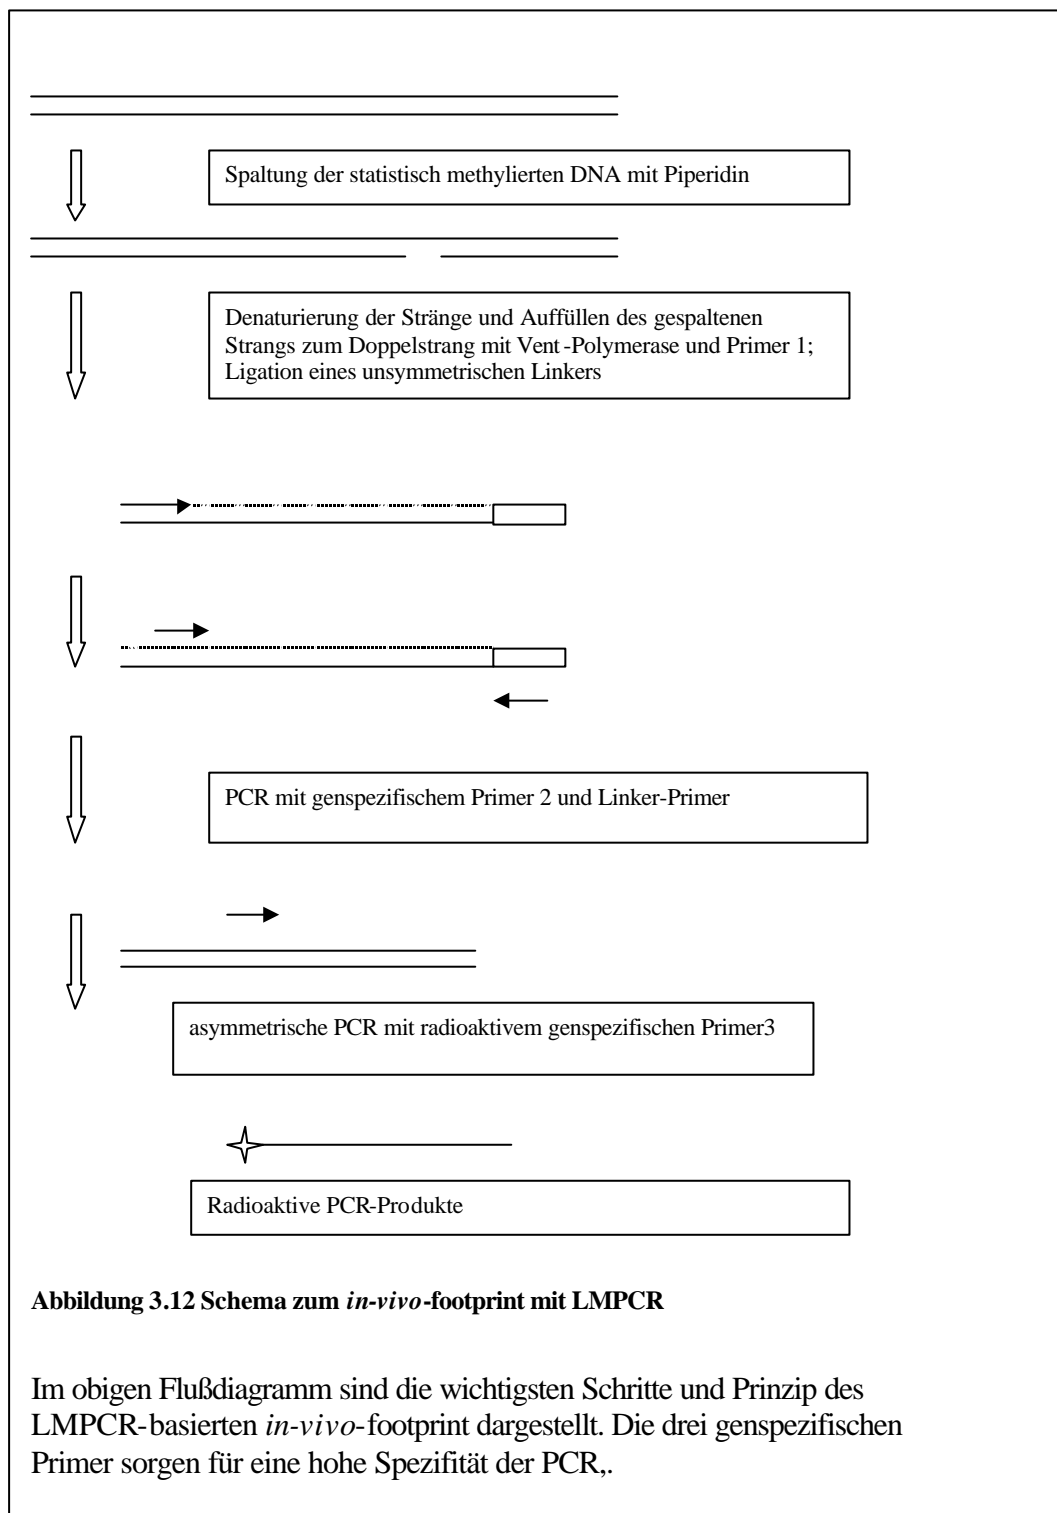 Spaltung der statistisch methylierten DNA mit Piperidin
Denaturierung der Stränge und Auffüllen des gespaltenen
Strangs zum Doppelstrang mit Vent-Polymerase und Primer 1;
Ligation eines unsymmetrischen Linkers
PCR mit genspezifischem Primer 2 und Linker-Primer
asymmetrische PCR mit radioaktivem genspezifischen Primer3
Radioaktive PCR-Produkte
Abbildung 3.12 Schema zum in-vivo-footprint mit LMPCR
Im obigen Flußdiagramm sind die wichtigsten Schritte und Prinzip des
LMPCR-basierten in-vivo-footprint dargestellt. Die drei genspezifischen
Primer sorgen für eine hohe Spezifität der PCR,.